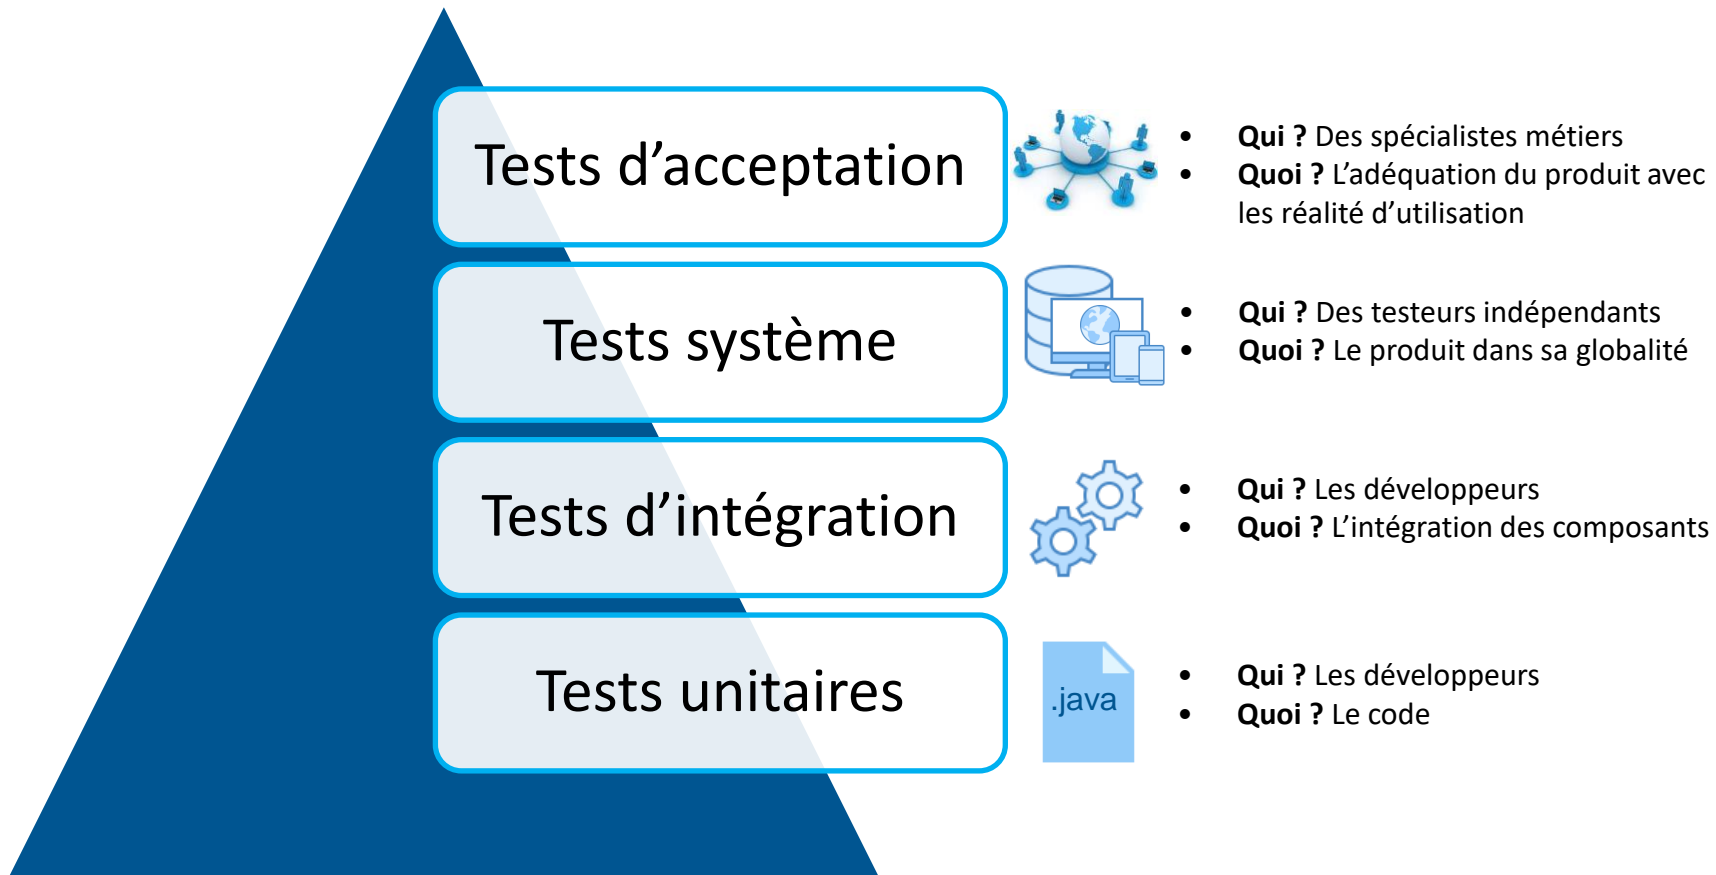 Tests d’acceptation
• Qui ? Des spécialistes métiers
• Quoi ? L’adéquation du produit avec
les réalité d’utilisation
Tests système
• Qui ? Des testeurs indépendants
• Quoi ? Le produit dans sa globalité
Tests d’intégration
• Qui ? Les développeurs
• Quoi ? L’intégration des composants
Tests unitaires
.java
• Qui ? Les développeurs
• Quoi ? Le code